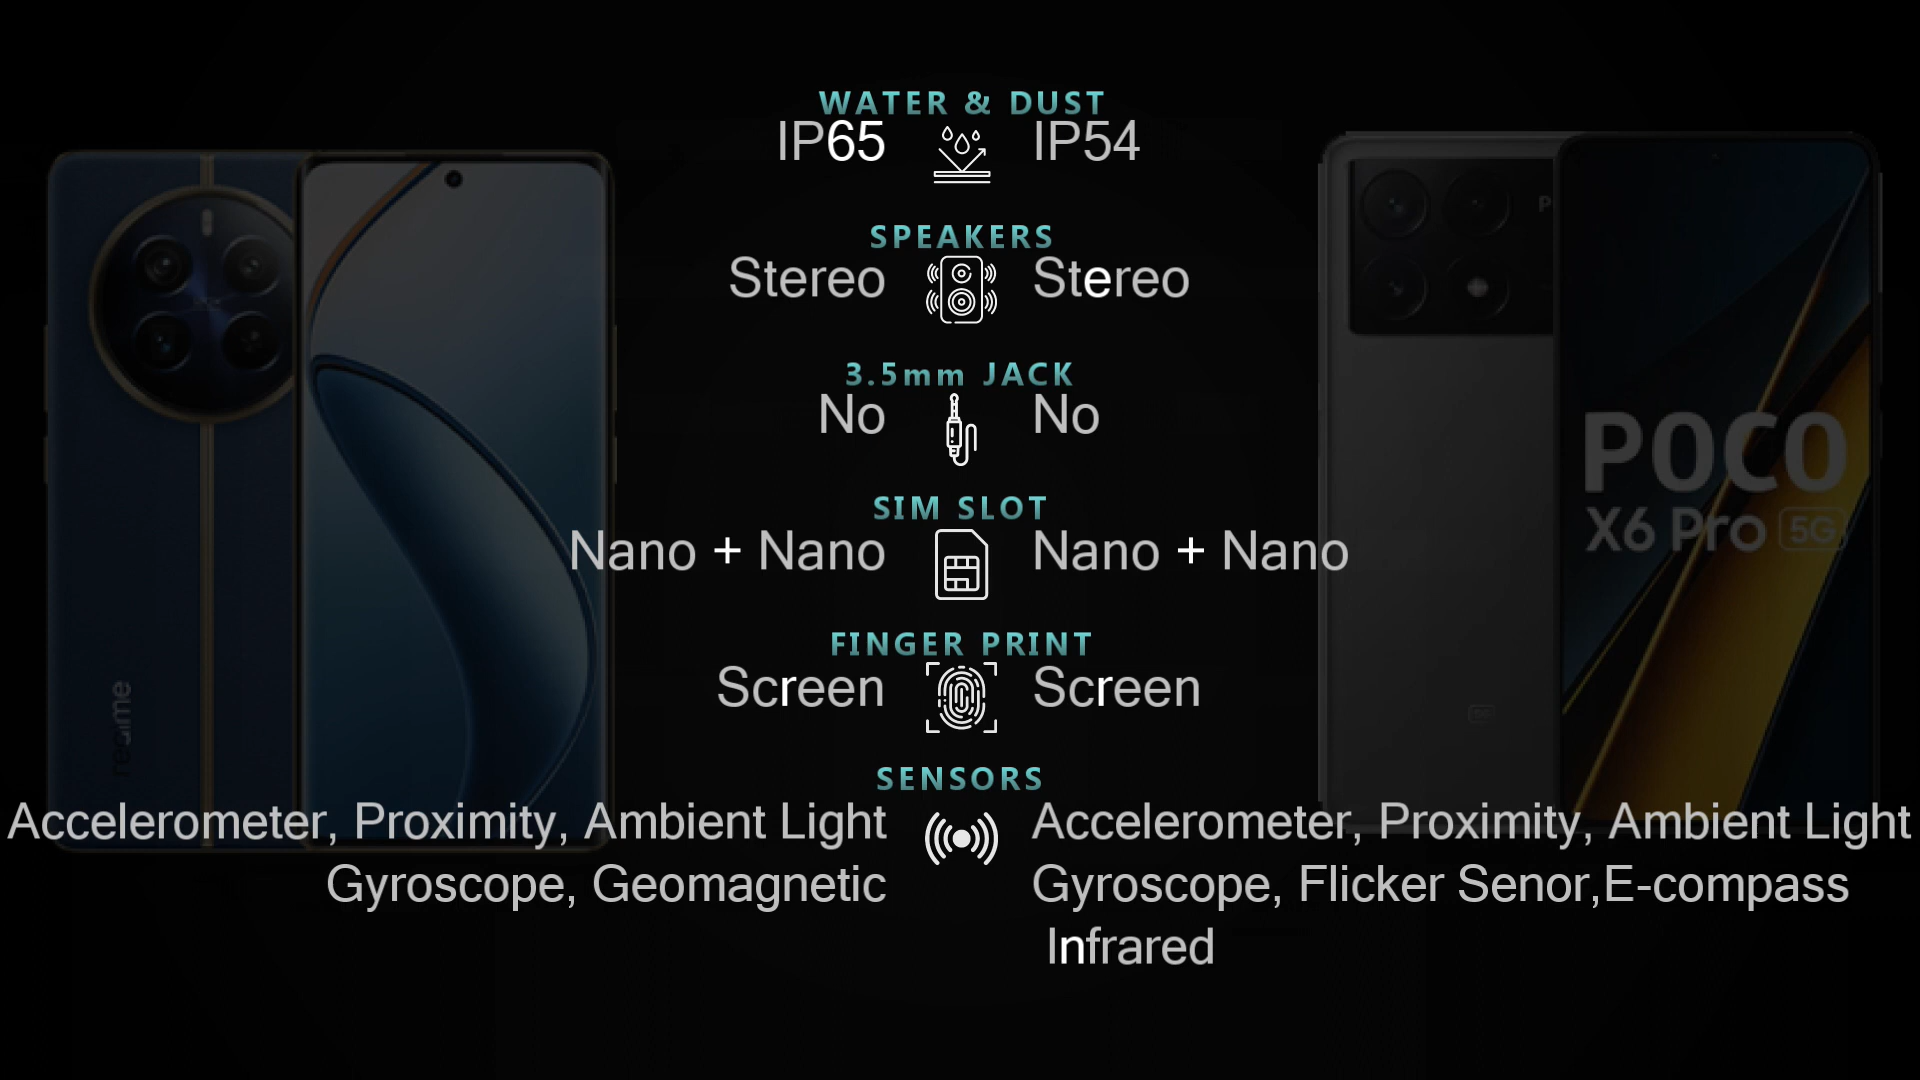 WATER & DUST
IP65 IP54
SPEAKERS
Stereo Stereo
3.5mm JACK
No No
SIM SLOT
Nano + Nano Nano + Nano
FINGER PRINT
Screen Screen
SENSORS
Accelerometer, Proximity, Ambient Light
Gyroscope, Geomagnetic
Accelerometer, Proximity, Ambient Light
Gyroscope, Flicker Senor,E-compass
Infrared
realme
POCO
X6 Pro 5G